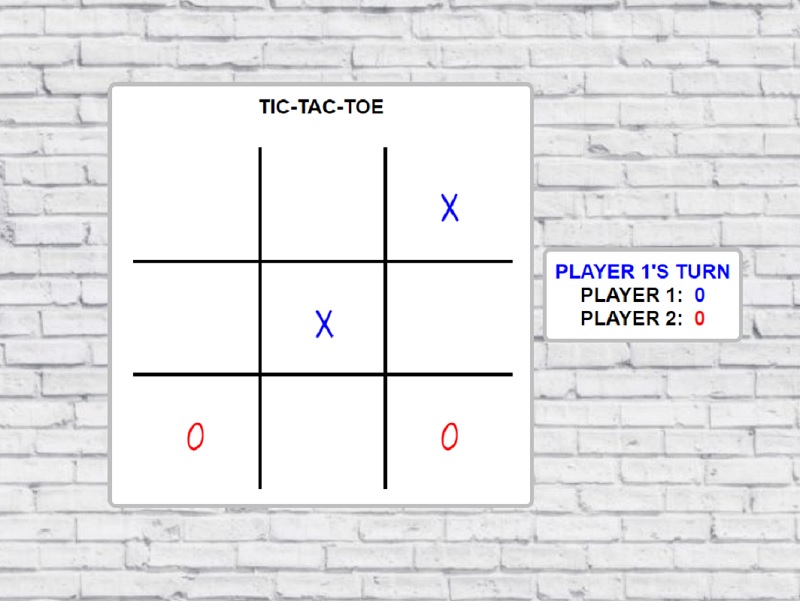 TIC-TAC-TOE
X
X
O O
PLAYER 1'S TURN
PLAYER 1: 0
PLAYER 2: 0